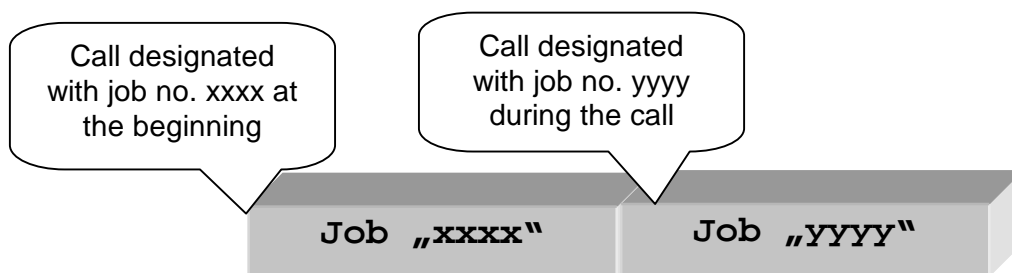 Call designated
with job no. xxxx at
the beginning
Call designated
with job no. yyyy
during the call
Job „xxxx“
Job „yyyy“